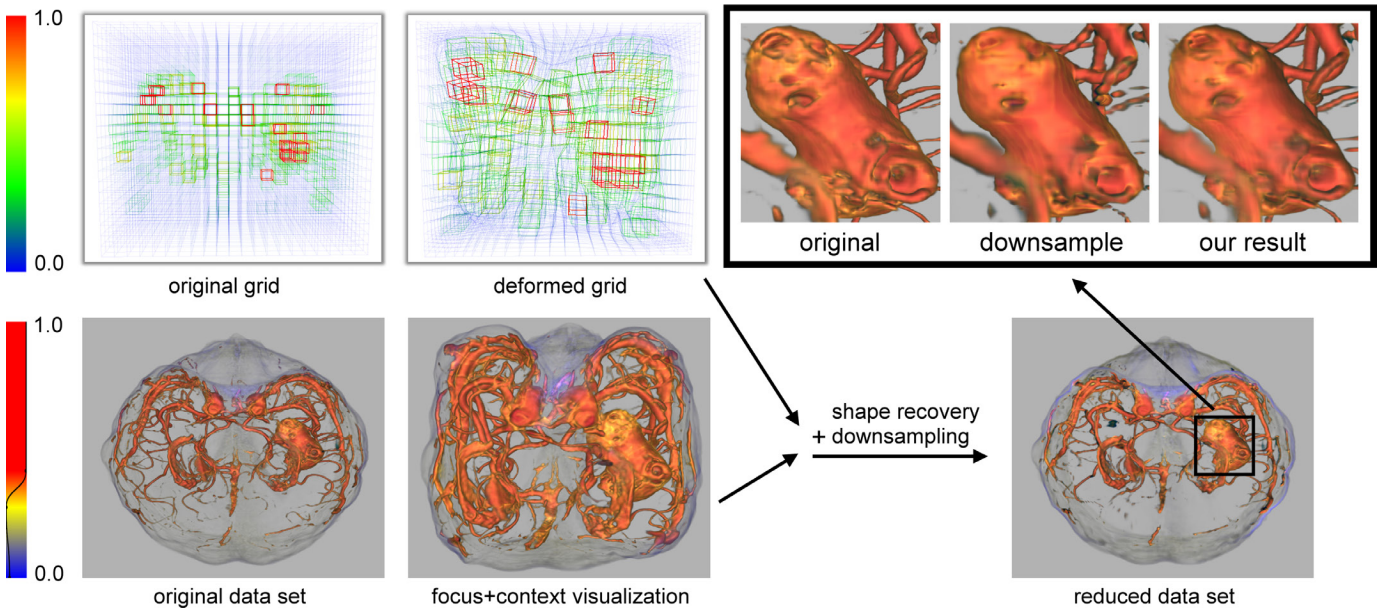 1.0
0.0
original grid
deformed grid
original
downsample
our result
1.0
0.0
shape recovery
+ downsampling
original data set
focus+context visualization
reduced data set